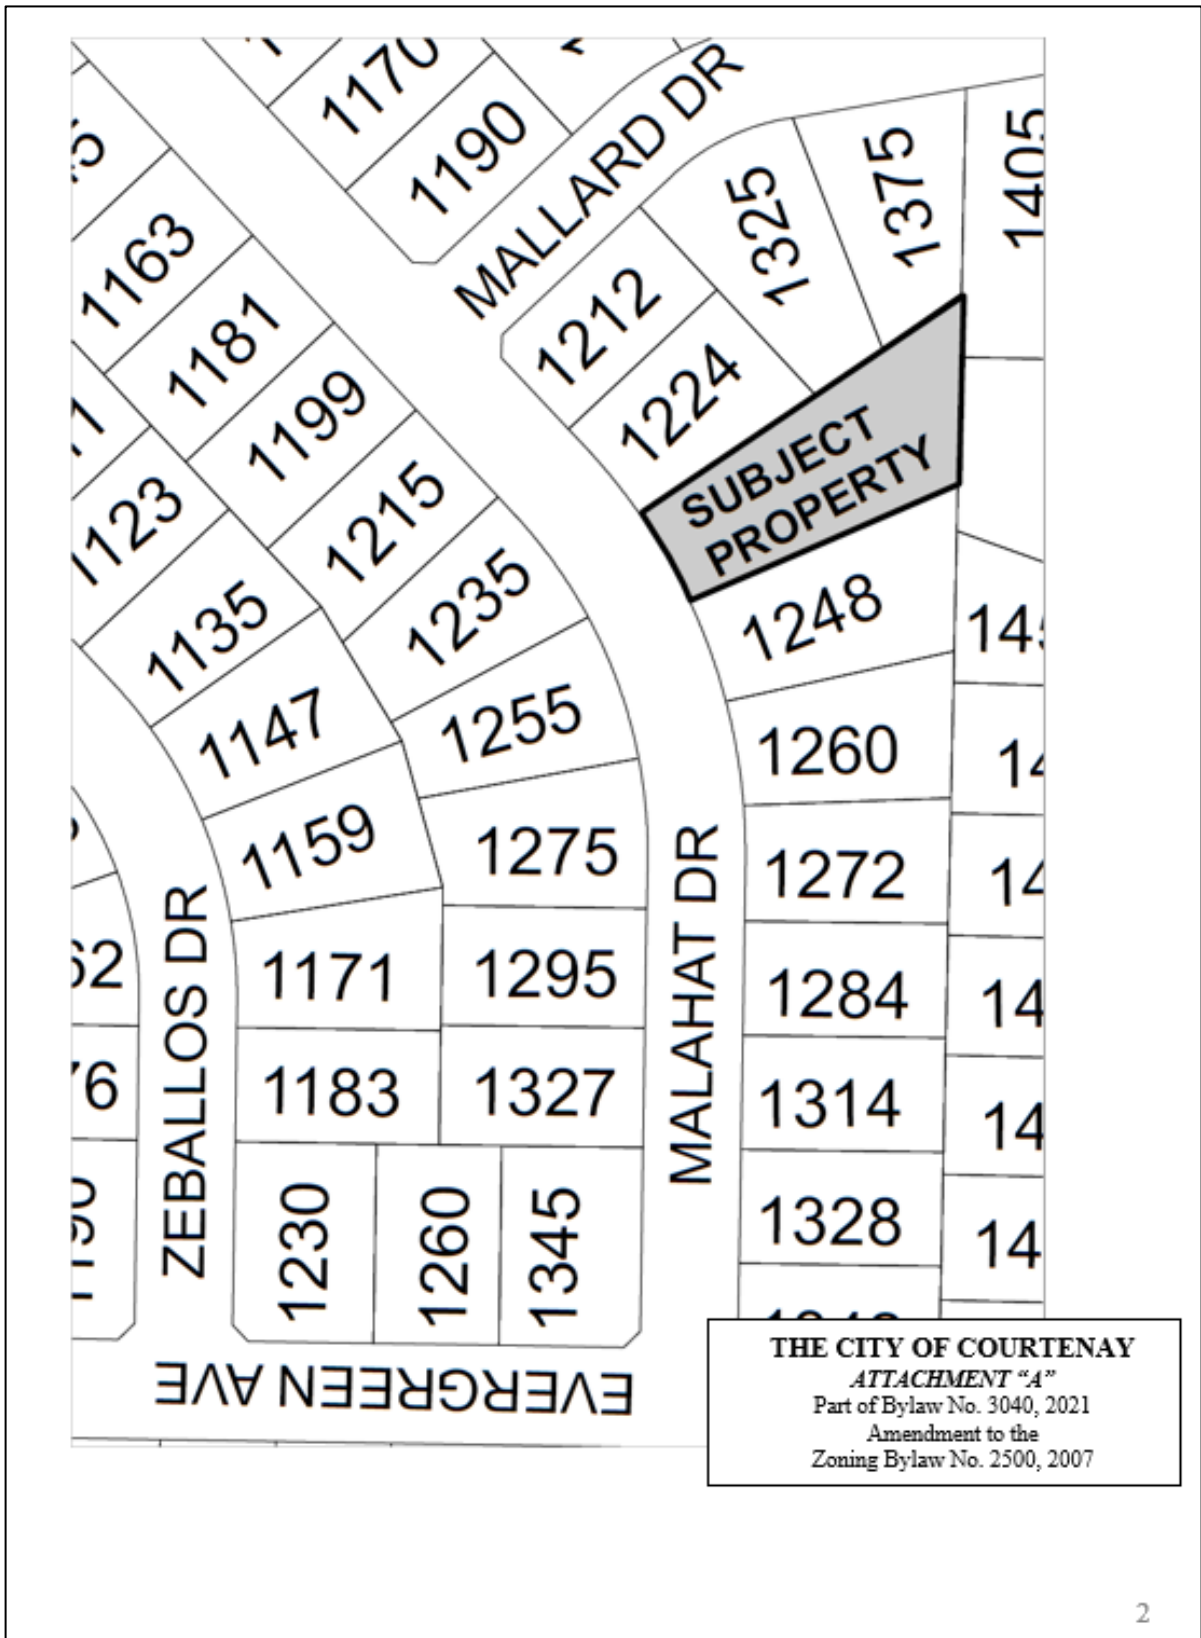 1170
1190
MALLARD DR
1163
1181
1199
1215
1235
1255
1275
1295
1327
1345
1212
1224
1325
1375
1405
SUBJECT
PROPERTY
1248
1260
1272
1284
1314
1328
1123
1135
1147
1159
1171
1183
1230
1260
ZEBALLOS DR
MALAHAT DR
EVERGREEN AVE
THE CITY OF COURTENAY
ATTACHMENT “A”
Part of Bylaw No. 3040, 2021
Amendment to the
Zoning Bylaw No. 2500, 2007
2